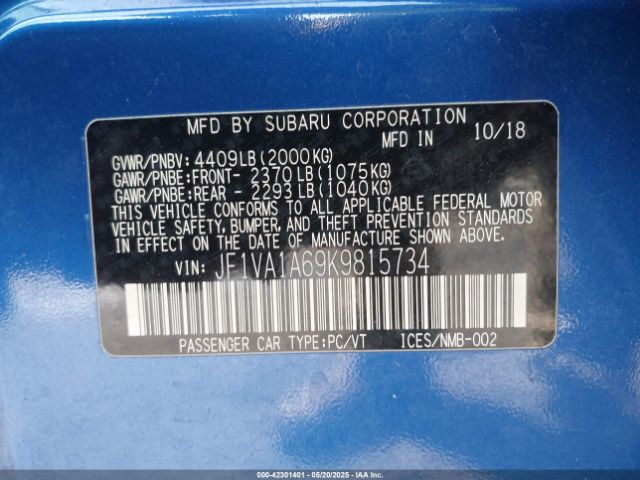 MFD BY SUBARU CORPORATION
MFD IN 10/18
GVWR/PNBV: 4409LB(2000KG)
GAWR/PNBE:FRONT- 2370LB(1075KG)
GAWR/PNBE:REAR - 2293LB(1040KG)
THIS VEHICLE CONFORMS TO ALL APPLICABLE FEDERAL MOTOR
VEHICLE SAFETY, BUMPER, AND THEFT PREVENTION STANDARDS
IN EFFECT ON THE DATE OF MANUFACTURE SHOWN ABOVE.
VIN: JF1VA1A69K9815734
PASSENGER CAR TYPE:PC/VT ICES/NMB-002
000-42301401 - 05/20/2025 - IAAI.COM